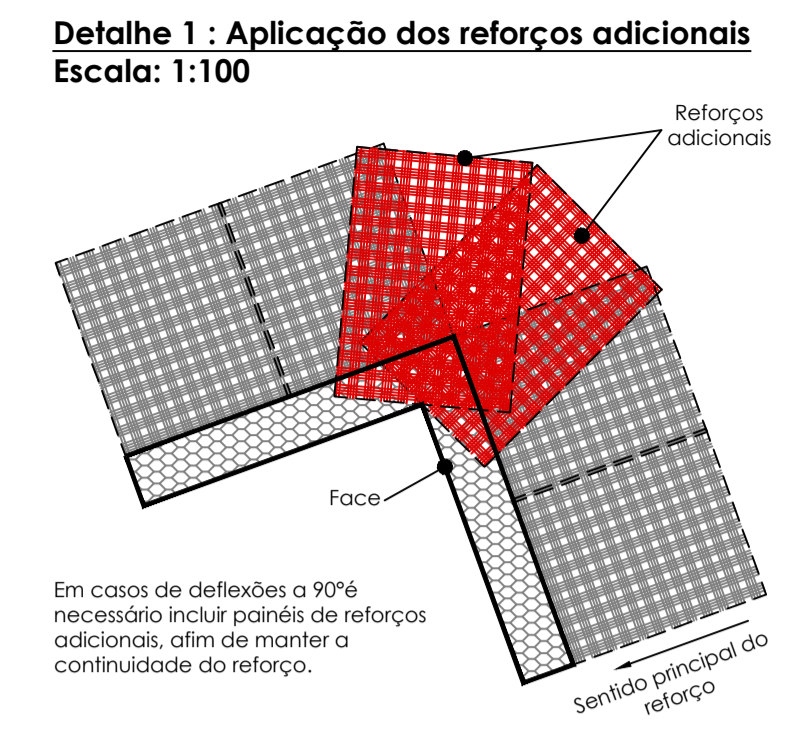 Detalhe 1 : Aplicação dos reforços adicionais
Escala: 1:100
Reforços
adicionais
Face
Em casos de deflexões a 90°é
necessário incluir painéis de reforços
adicionais, afim de manter a
continuidade do reforço.
Sentido principal do
reforço